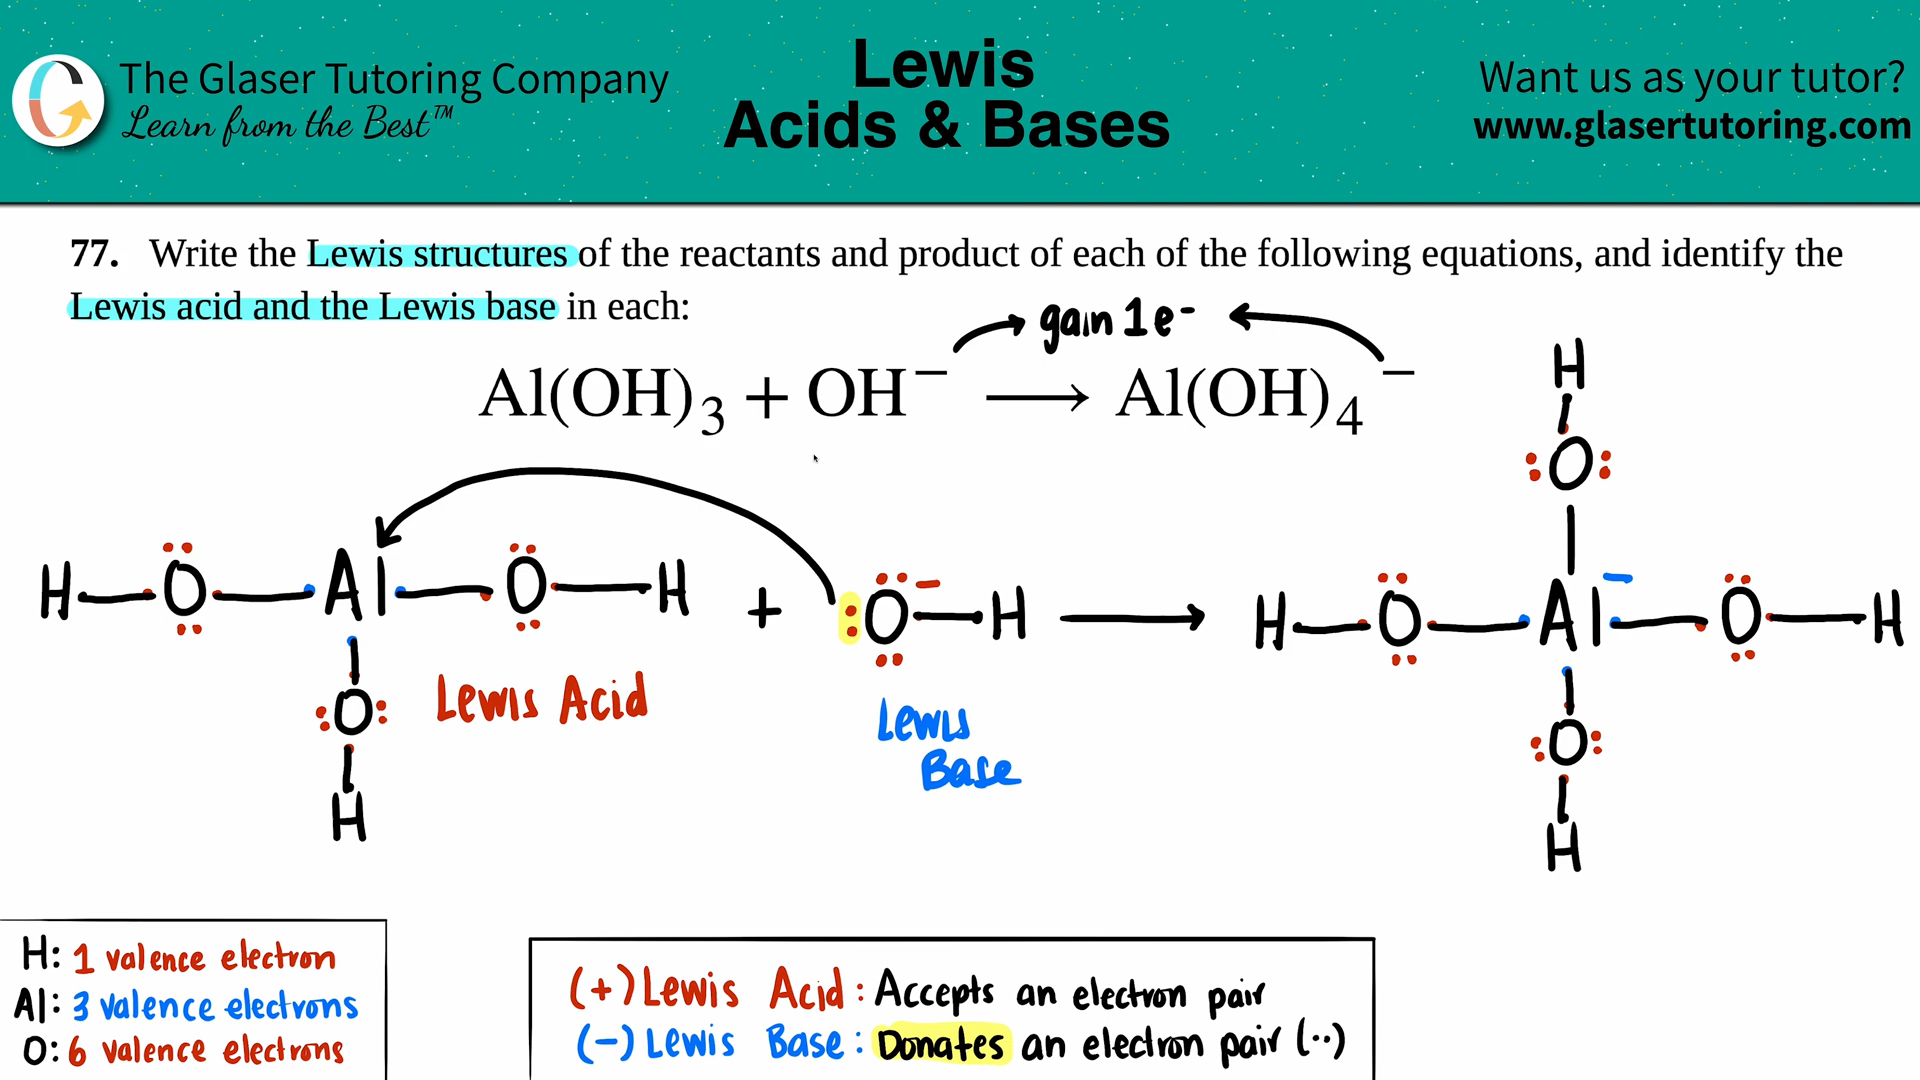 The Glaser Tutoring Company
Learn from the Best™
Lewis
Acids & Bases
Want us as your tutor?
www.glasertutoring.com
77. Write the Lewis structures of the reactants and product of each of the following equations, and identify the
Lewis acid and the Lewis base in each:
gain 1e⁻
Al(OH)₃ + OH⁻ ⟶ Al(OH)₄⁻
H
O
H—O—Al—O—H + O⁻—H ⟶ H—O—Al⁻—O—H
O
H
Lewis Acid
Lewis
Base
O
H
H: 1 valence electron
Al: 3 valence electrons
O: 6 valence electrons
(+) Lewis Acid: Accepts an electron pair
(−) Lewis Base: Donates an electron pair (··)